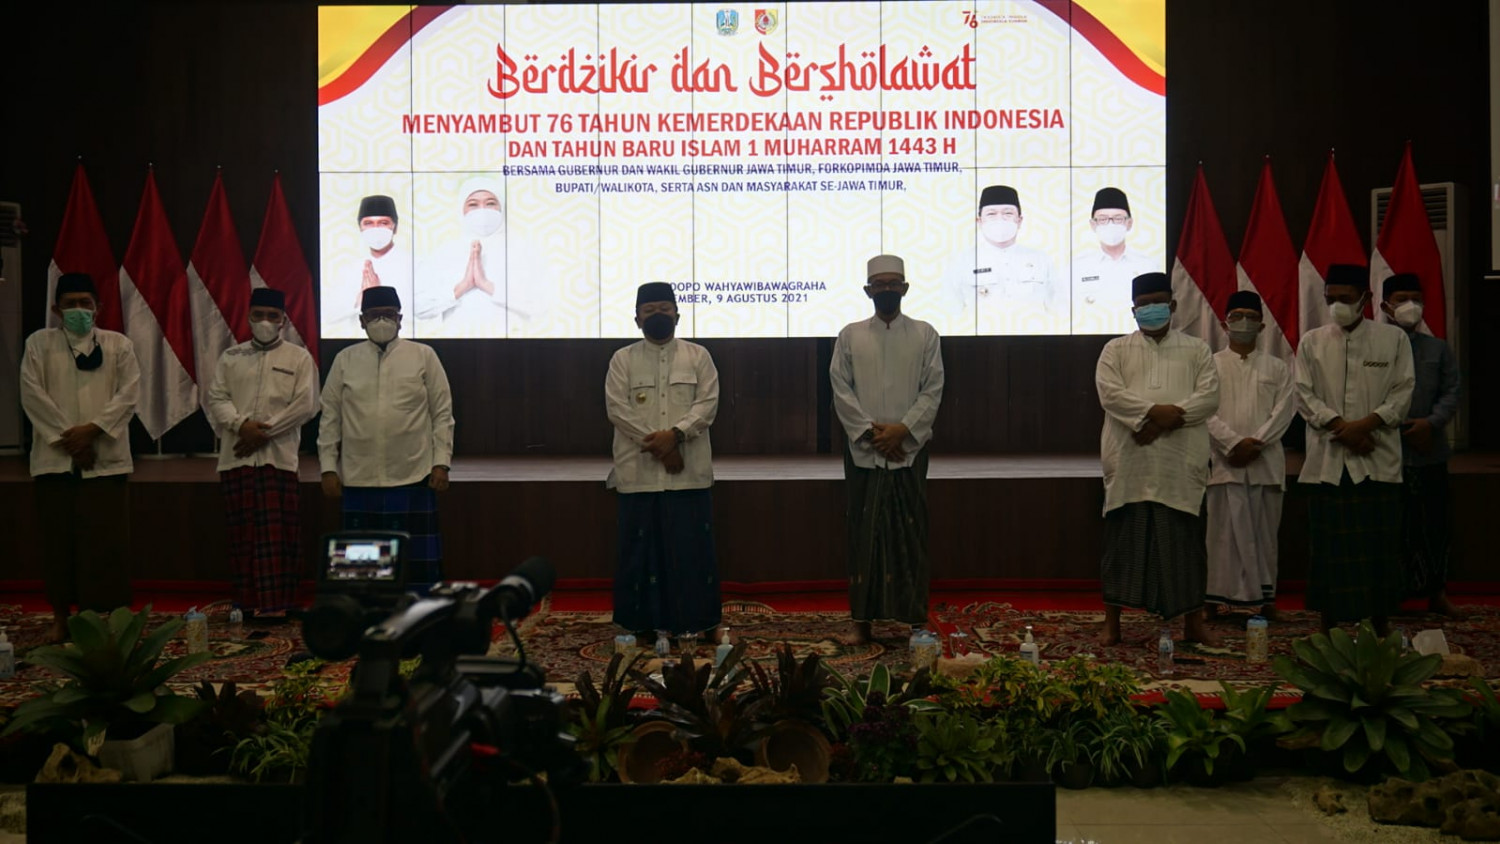 Bërdżikir dan Bërshölaŵat
MENYAMBUT 76 TAHUN KEMERDEKAAN REPUBLIK INDONESIA
DAN TAHUN BARU ISLAM 1 MUHARRAM 1443 H
BERSAMA GUBERNUR DAN WAKIL GUBERNUR JAWA TIMUR, FORKOPIMDA JAWA TIMUR,
BUPATI/WALIKOTA, SERTA ASN DAN MASYARAKAT SE-JAWA TIMUR,
WAHYAWIBAWAGRAHA
9 AGUSTUS 2021
76